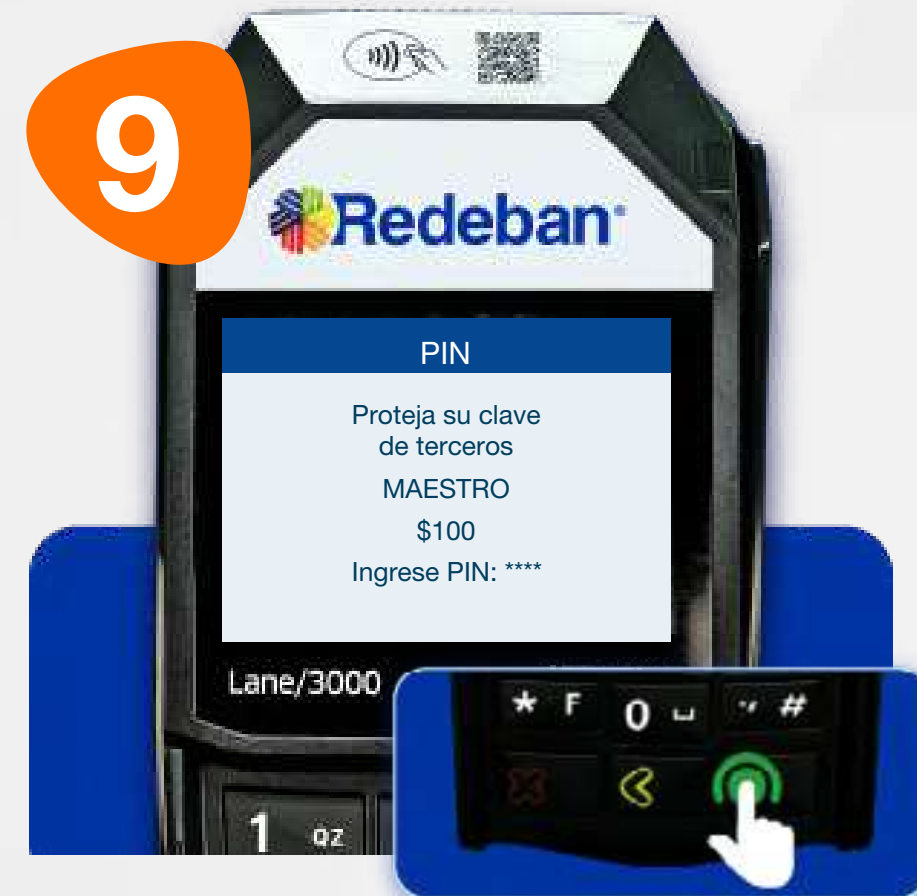 9
Redeban
PIN
Proteja su clave
de terceros
MAESTRO
$100
Ingrese PIN: ****
Lane/3000
* F 0 #
1 QZ